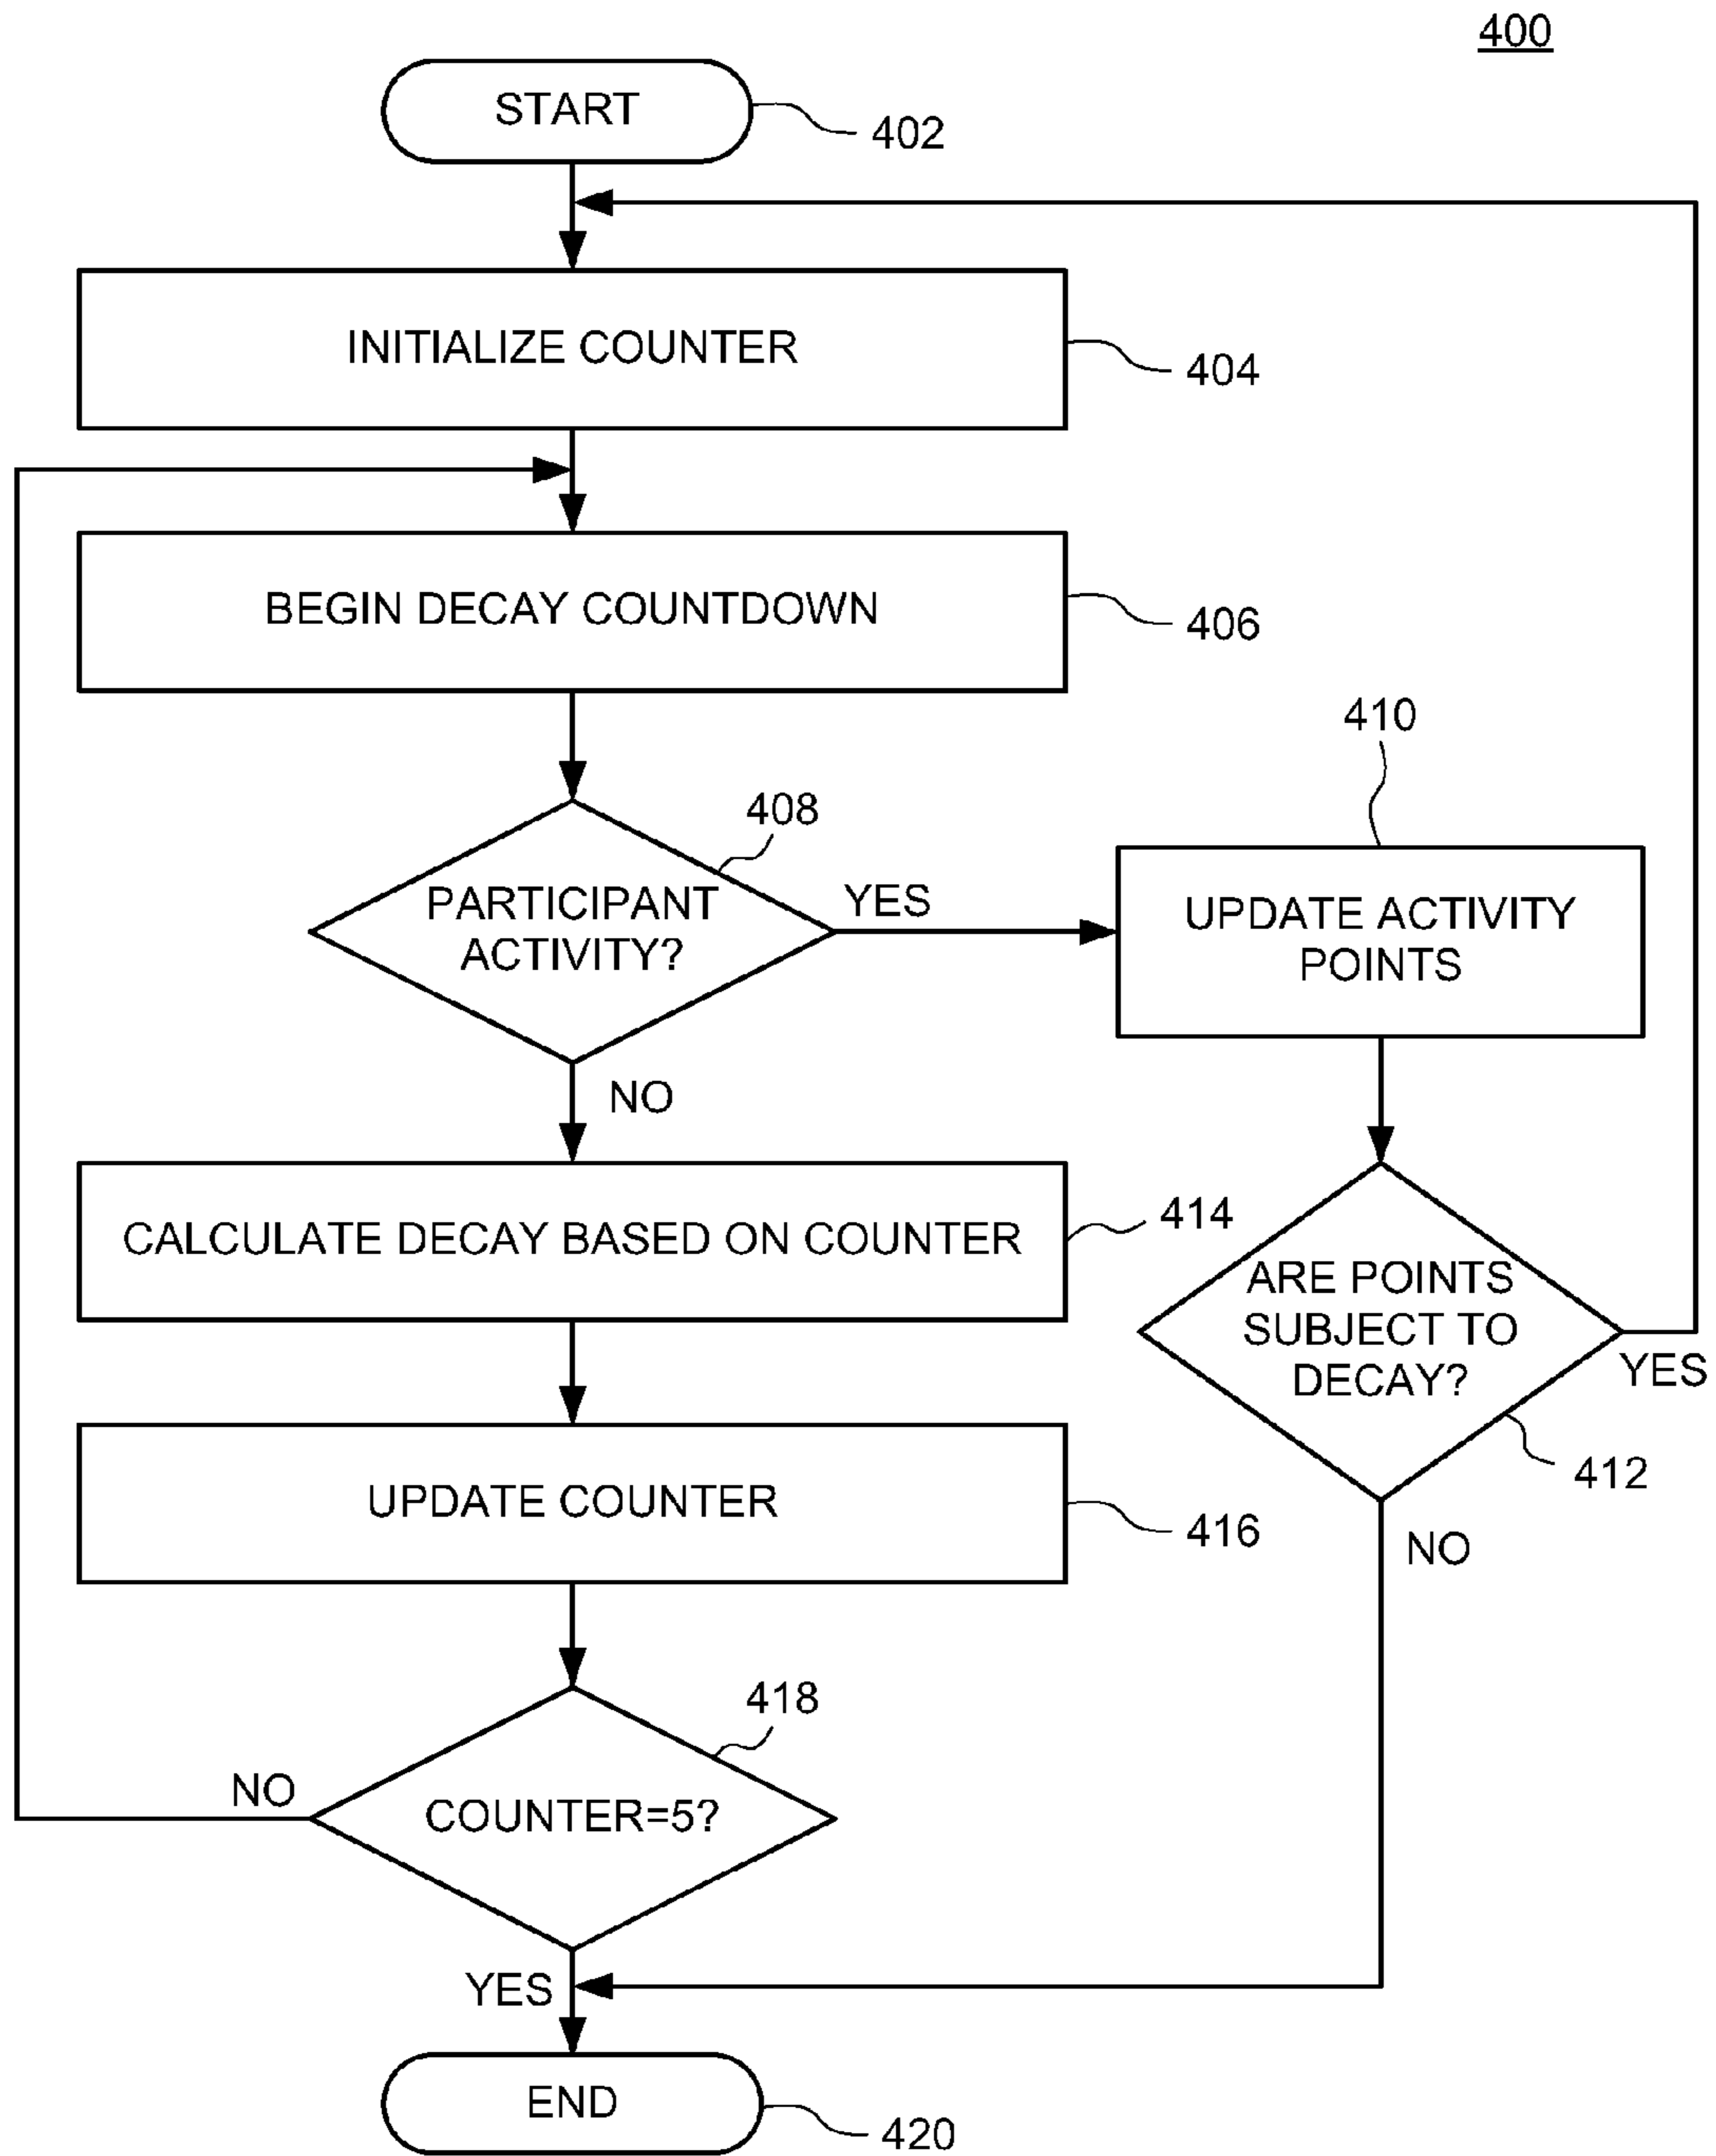 400
START
402
INITIALIZE COUNTER
404
BEGIN DECAY COUNTDOWN
406
408
PARTICIPANT
ACTIVITY?
YES
NO
410
UPDATE ACTIVITY
POINTS
CALCULATE DECAY BASED ON COUNTER
414
ARE POINTS
SUBJECT TO
DECAY?
YES
412
NO
UPDATE COUNTER
416
418
COUNTER=5?
NO
YES
END
420